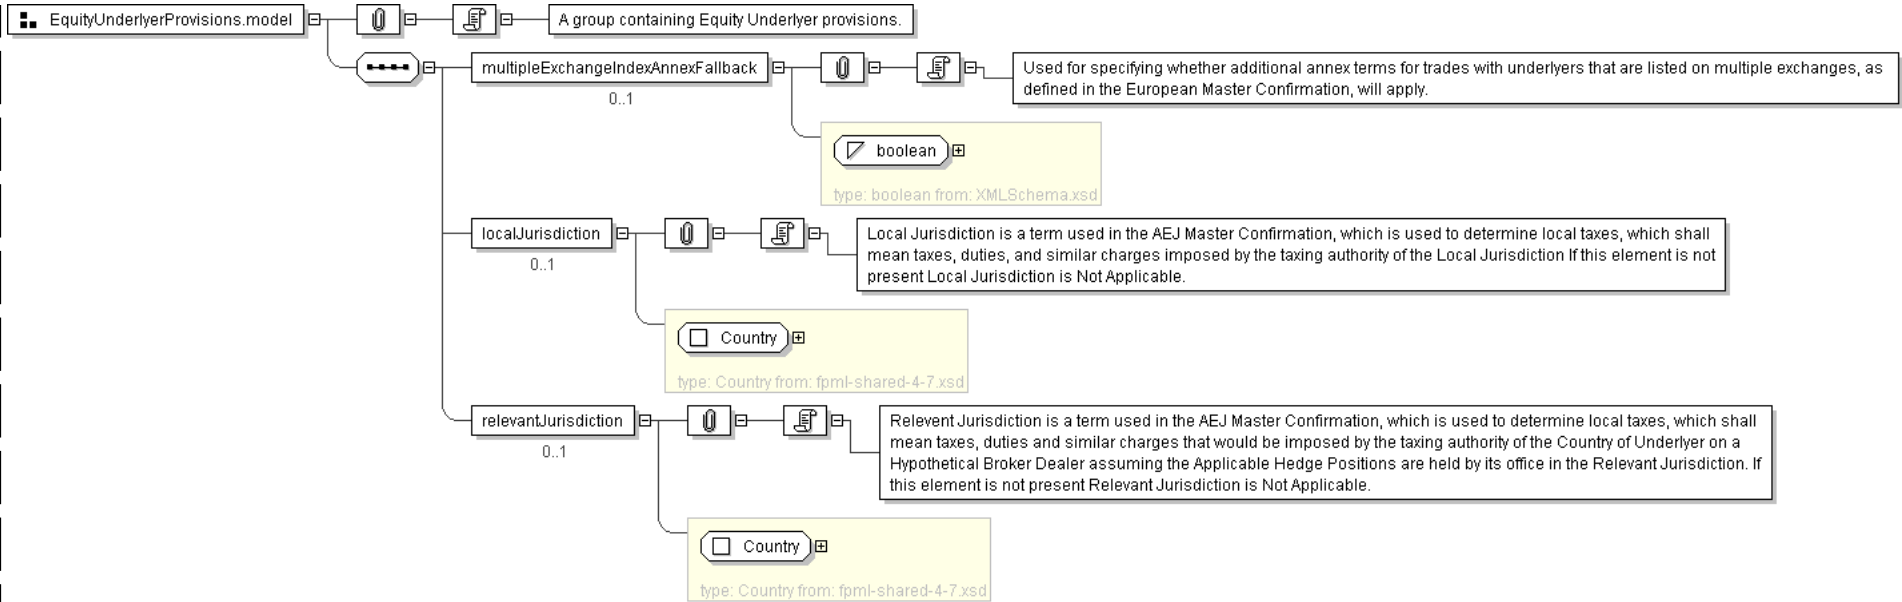 EquityUnderlyerProvisions.model
A group containing Equity Underlyer provisions.
multipleExchangeIndexAnnexFallback
0..1
Used for specifying whether additional annex terms for trades with underlyers that are listed on multiple exchanges, as
defined in the European Master Confirmation, will apply.
boolean
type: boolean from: XMLSchema.xsd
localJurisdiction
0..1
Local Jurisdiction is a term used in the AEJ Master Confirmation, which is used to determine local taxes, which shall
mean taxes, duties, and similar charges imposed by the taxing authority of the Local Jurisdiction If this element is not
present Local Jurisdiction is Not Applicable.
Country
type: Country from: fpml-shared-4-7.xsd
relevantJurisdiction
0..1
Relevent Jurisdiction is a term used in the AEJ Master Confirmation, which is used to determine local taxes, which shall
mean taxes, duties and similar charges that would be imposed by the taxing authority of the Country of Underlyer on a
Hypothetical Broker Dealer assuming the Applicable Hedge Positions are held by its office in the Relevant Jurisdiction. If
this element is not present Relevant Jurisdiction is Not Applicable.
Country
type: Country from: fpml-shared-4-7.xsd